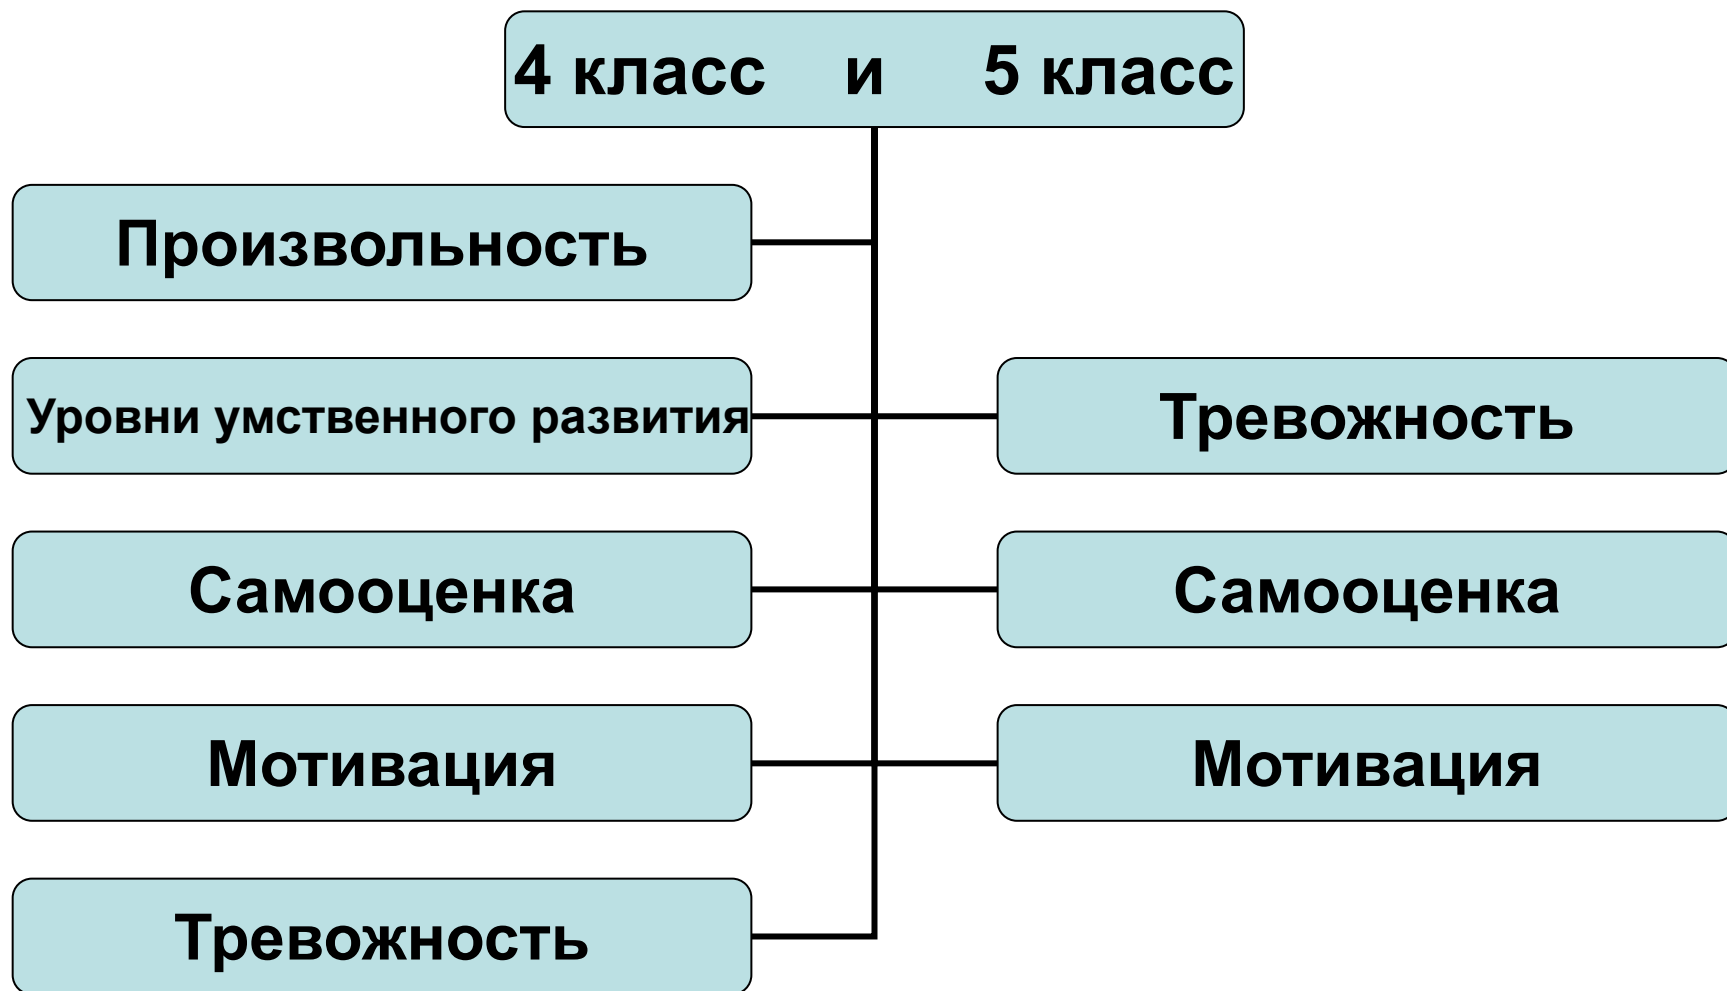 4 класс и 5 класс
Произвольность
Уровни умственного развития
Тревожность
Самооценка
Самооценка
Мотивация
Мотивация
Тревожность